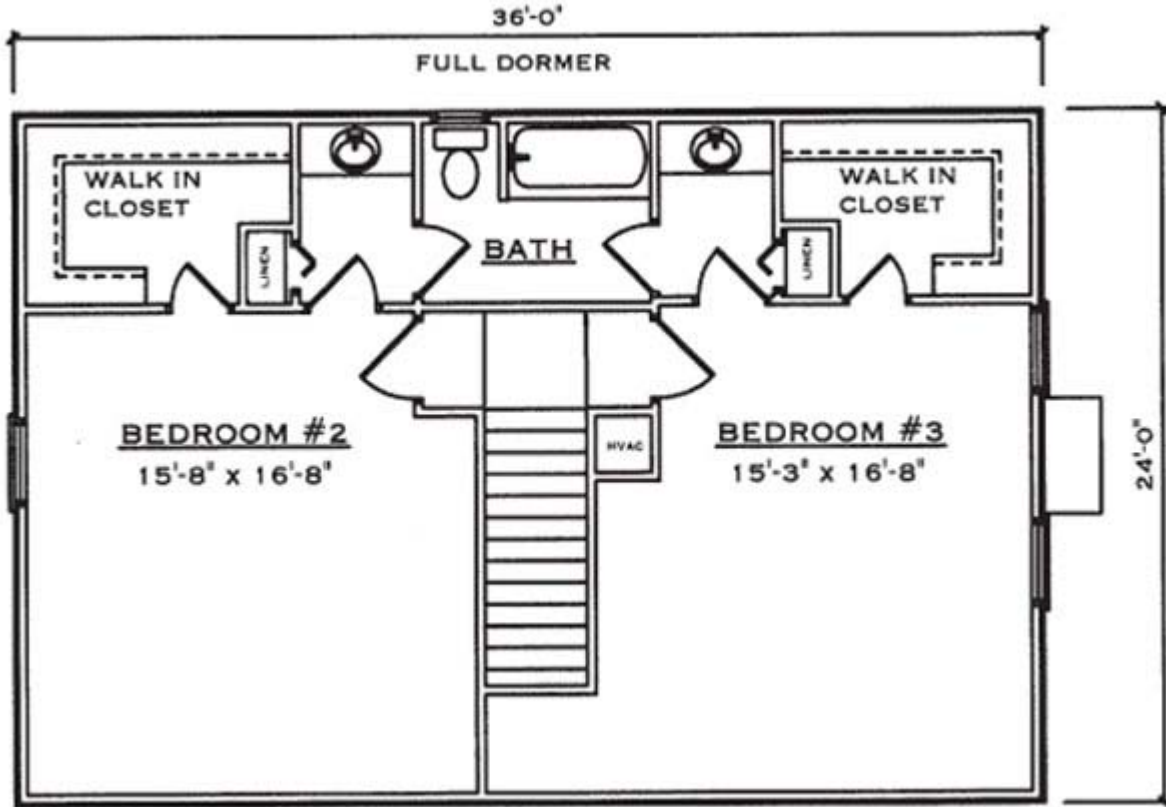 36'-0"
FULL DORMER
WALK IN
CLOSET
WALK IN
CLOSET
LINEN
BATH
LINEN
BEDROOM #2
15'-8" x 16'-8"
HVAC
BEDROOM #3
15'-3" x 16'-8"
24'-0"